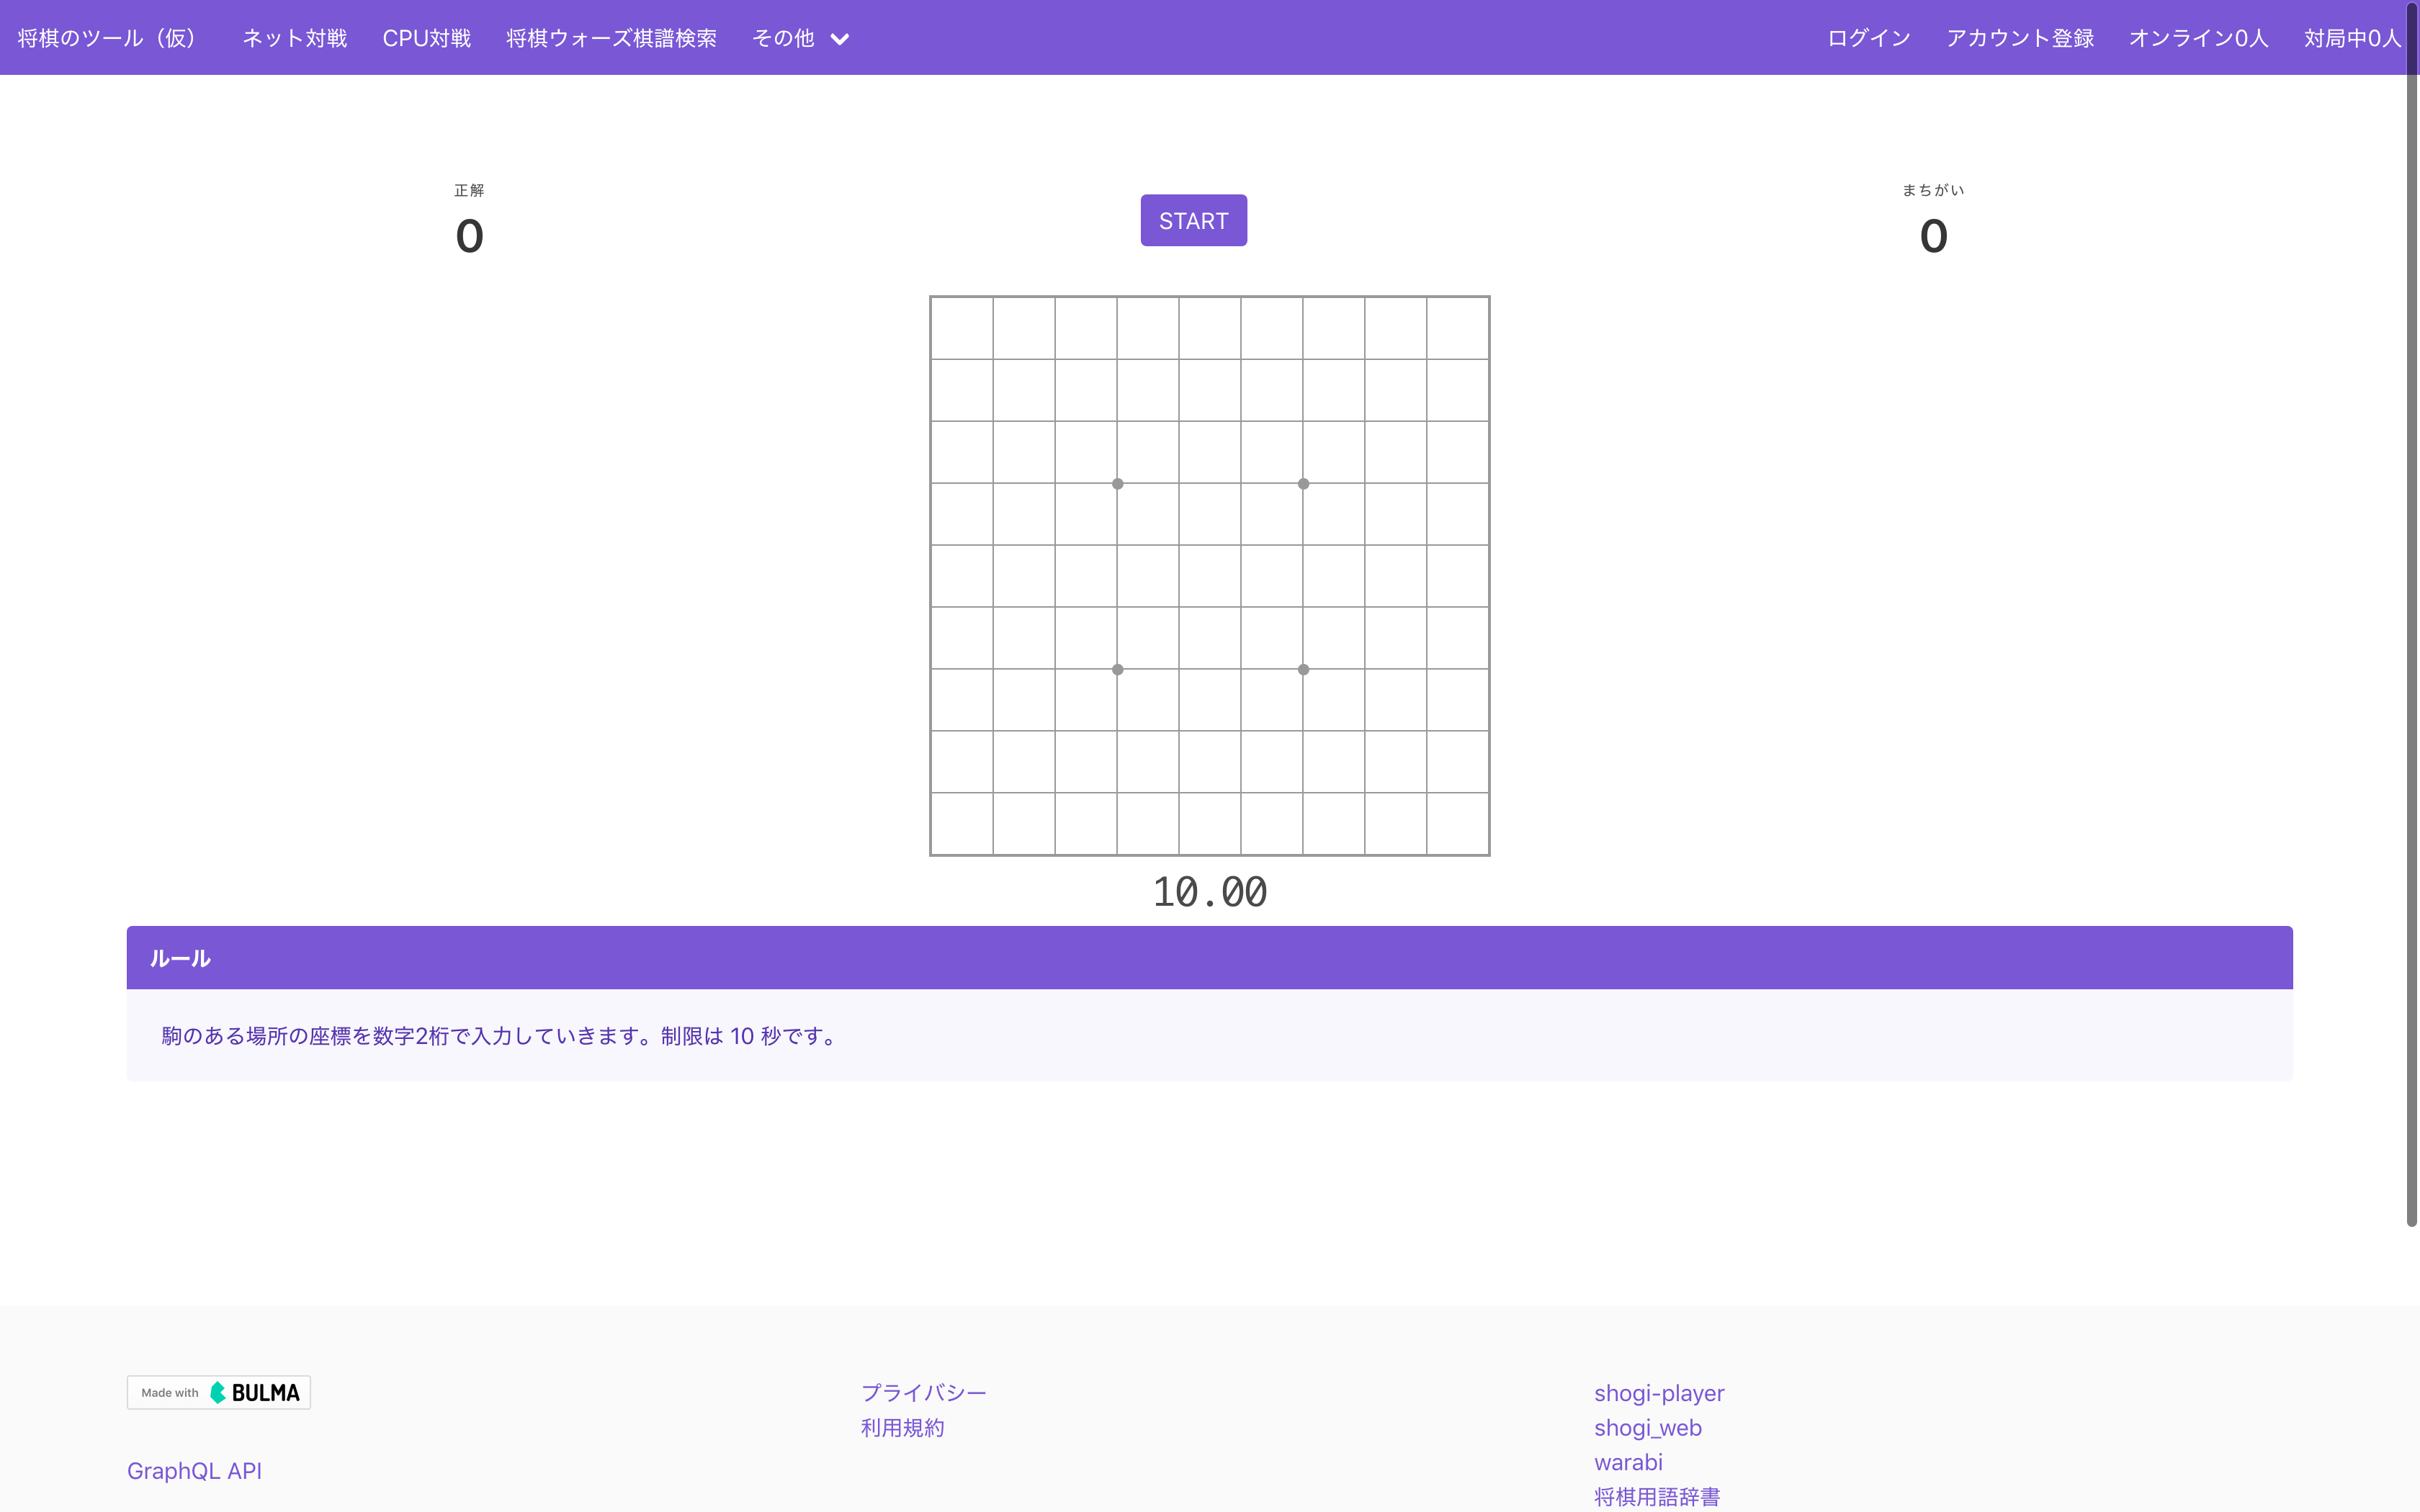 将棋のツール（仮） ネット対戦 CPU対戦 将棋ウォーズ棋譜検索 その他 ログイン アカウント登録 オンライン0人 対局中0人
正解
0
START
まちがい
0
10.00
ルール
駒のある場所の座標を数字2桁で入力していきます。制限は 10 秒です。
Made with BULMA
GraphQL API
プライバシー
利用規約
shogi-player
shogi_web
warabi
将棋用語辞書